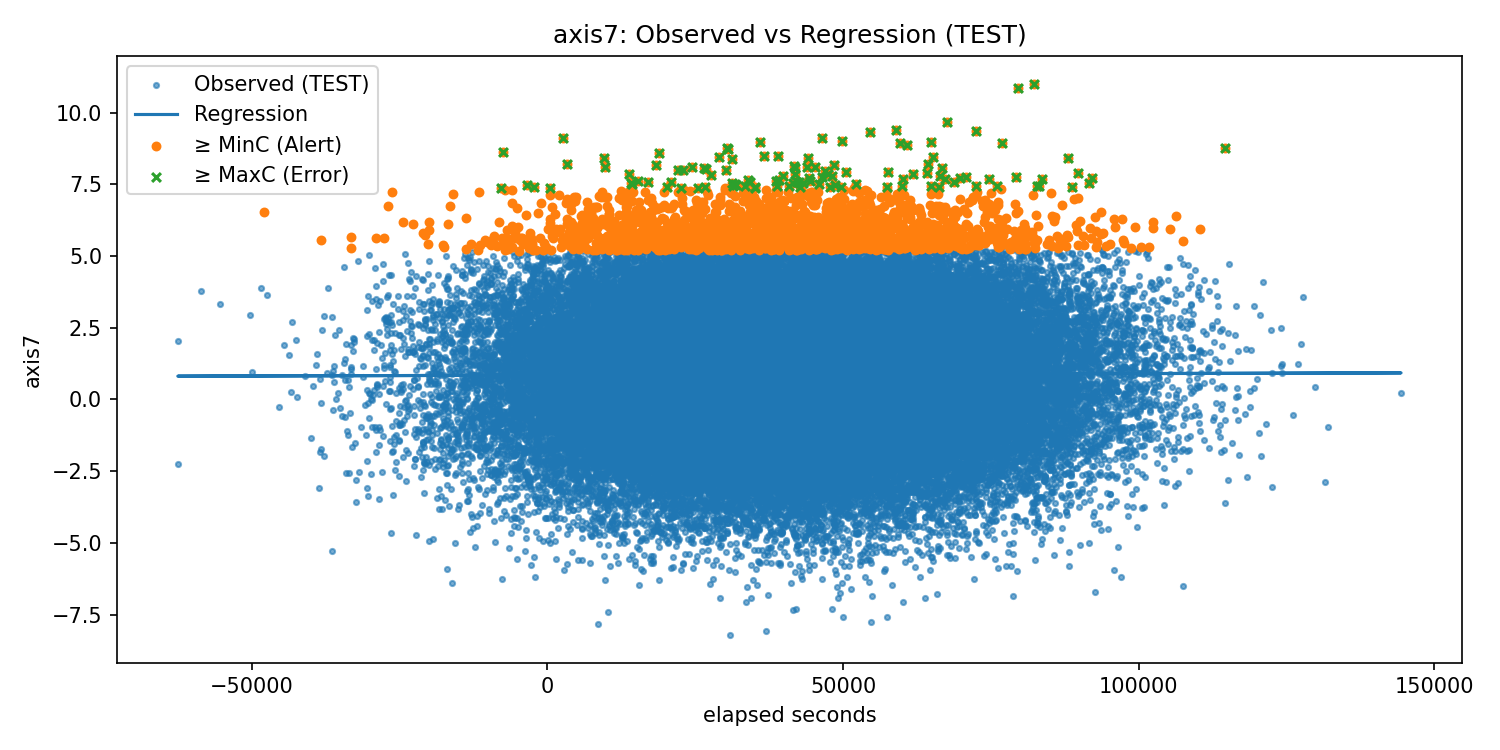 axis7: Observed vs Regression (TEST)
Observed (TEST)
Regression
≥ MinC (Alert)
≥ MaxC (Error)
axis7
10.0
7.5
5.0
2.5
0.0
−2.5
−5.0
−7.5
−50000
0
50000
100000
150000
elapsed seconds